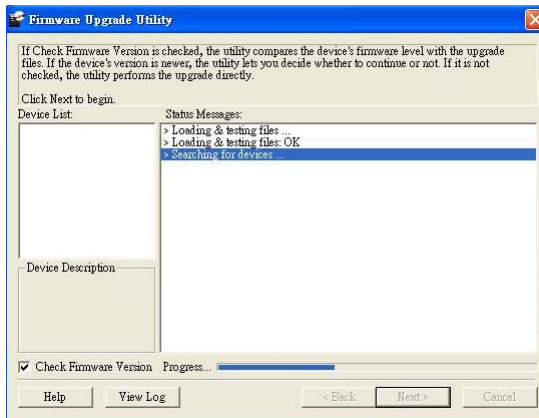 Firmware Upgrade Utility
If Check Firmware Version is checked, the utility compares the device's firmware level with the upgrade
files. If the device's version is newer, the utility lets you decide whether to continue or not. If it is not
checked, the utility performs the upgrade directly.
Click Next to begin.
Device List:
Status Messages:
> Loading & testing files ...
> Loading & testing files: OK
> Searching for devices ...
Device Description
Check Firmware Version Progress...
Help View Log < Back Next > Cancel